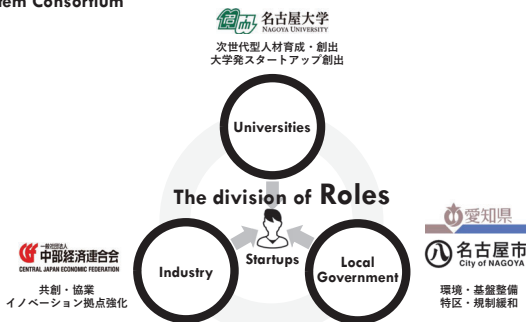 tem Consortium
名古屋大学
NAGOYA UNIVERSITY
次世代型人材育成・創出
大学発スタートアップ創出
Universities
The division of Roles
Startups
Industry
Local
Government
一般社団法人
中部経済連合会
CENTRAL JAPAN ECONOMIC FEDERATION
共創・協業
イノベーション拠点強化
愛知県
名古屋市
City of NAGOYA
環境・基盤整備
特区・規制緩和